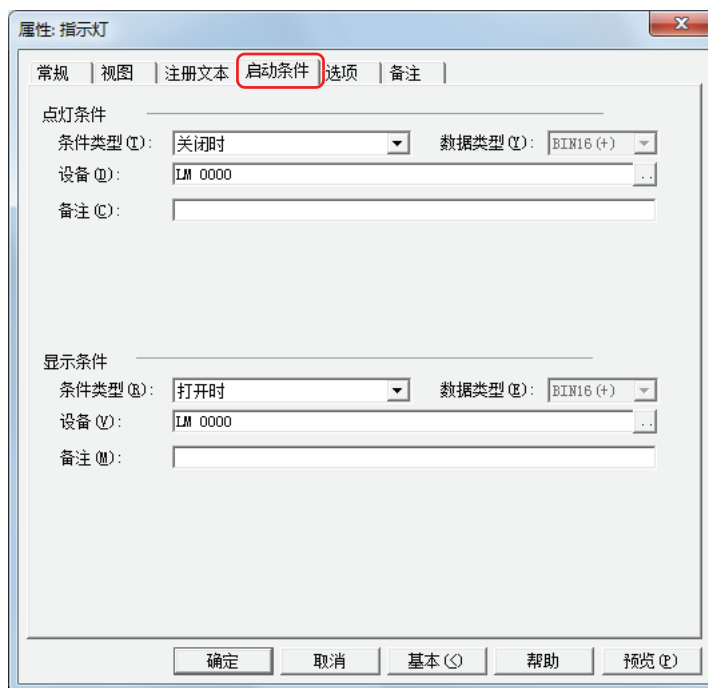 属性: 指示灯
常规 视图 注册文本 启动条件 选项 备注
点灯条件
条件类型(T): 关闭时 数据类型(Y): BIN16(+)
设备(D): LM 0000 ..
备注(C):
显示条件
条件类型(R): 打开时 数据类型(E): BIN16(+)
设备(V): LM 0000 ..
备注(M):
确定 取消 基本(<) 帮助 预览(P)